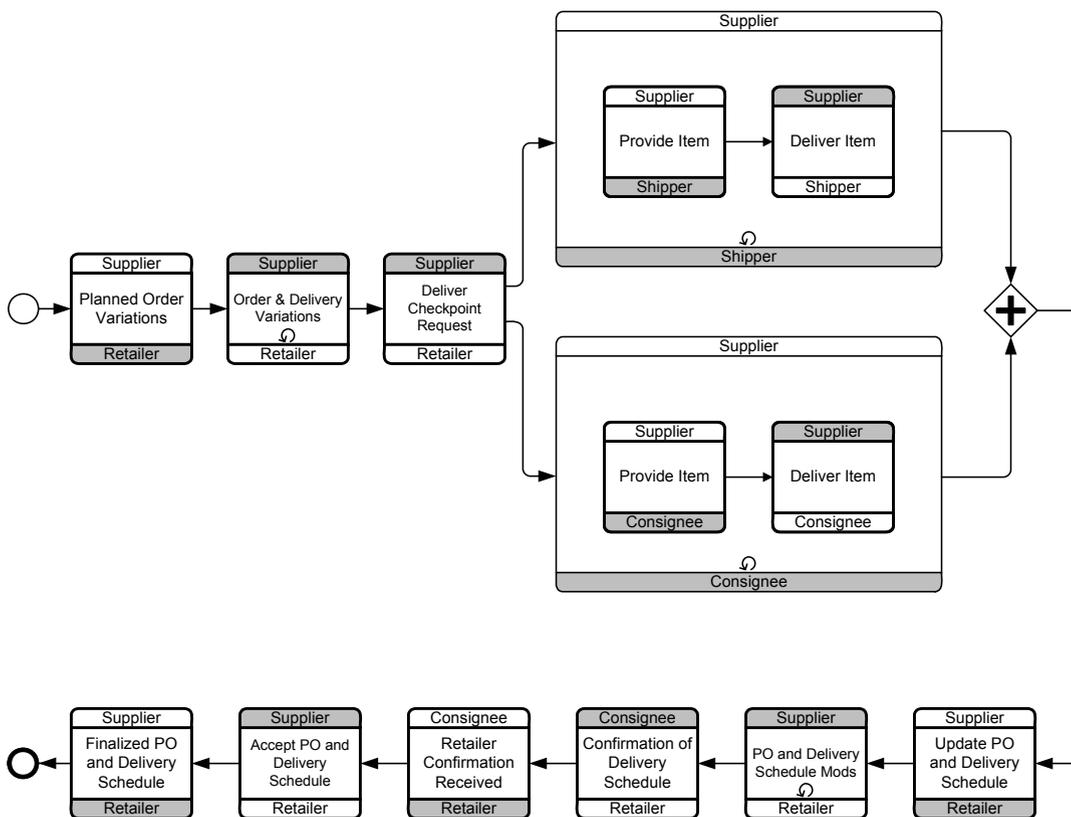 Supplier
Supplier
Provide Item
Shipper
Supplier
Deliver Item
Shipper
Shipper
Supplier
Planned Order
Variations
Retailer
Supplier
Order & Delivery
Variations
Retailer
Supplier
Deliver
Checkpoint
Request
Retailer
Supplier
Supplier
Provide Item
Consignee
Supplier
Deliver Item
Consignee
Consignee
Supplier
Finalized PO
and Delivery
Schedule
Retailer
Supplier
Accept PO and
Delivery
Schedule
Retailer
Consignee
Retailer
Confirmation
Received
Retailer
Consignee
Confirmation of
Delivery
Schedule
Retailer
Supplier
PO and Delivery
Schedule Mods
Retailer
Supplier
Update PO
and Delivery
Schedule
Retailer